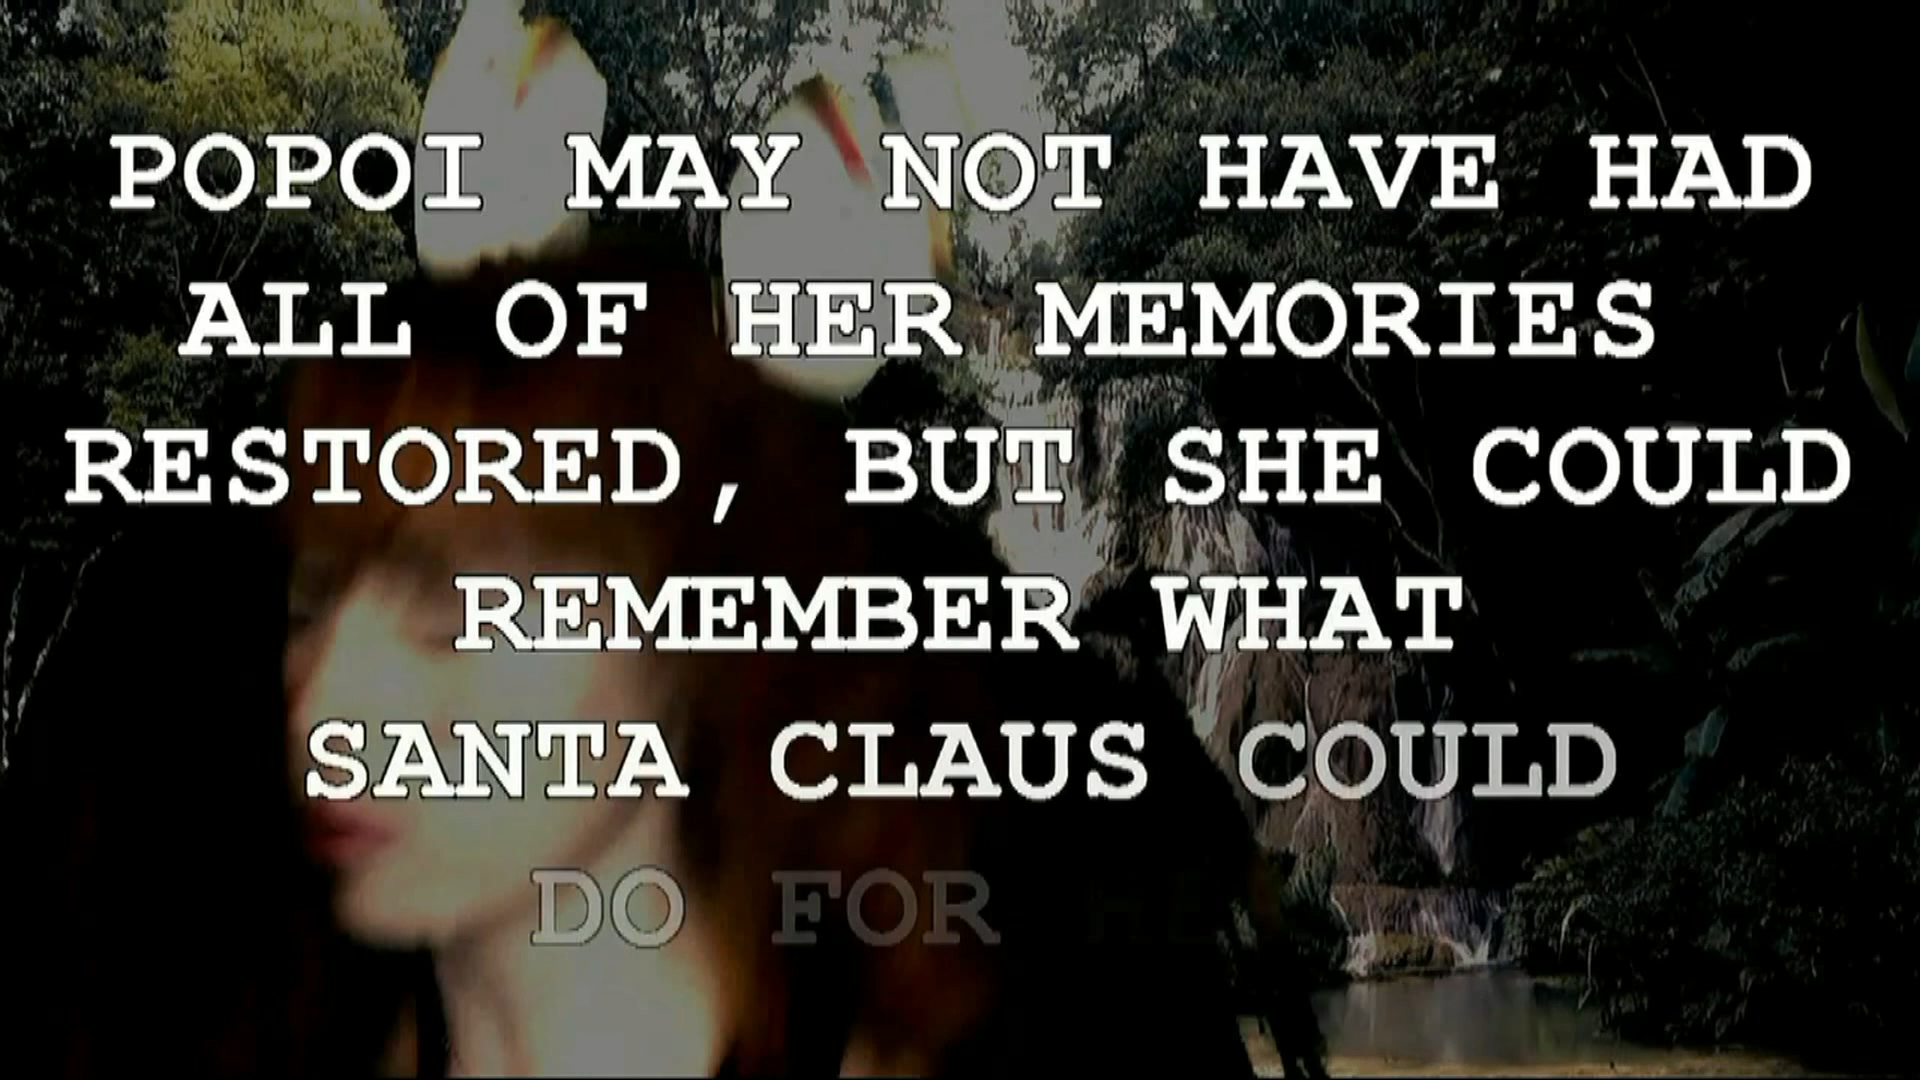 POPOI MAY NOT HAVE HAD
ALL OF HER MEMORIES
RESTORED, BUT SHE COULD
REMEMBER WHAT
SANTA CLAUS COULD
DO FOR